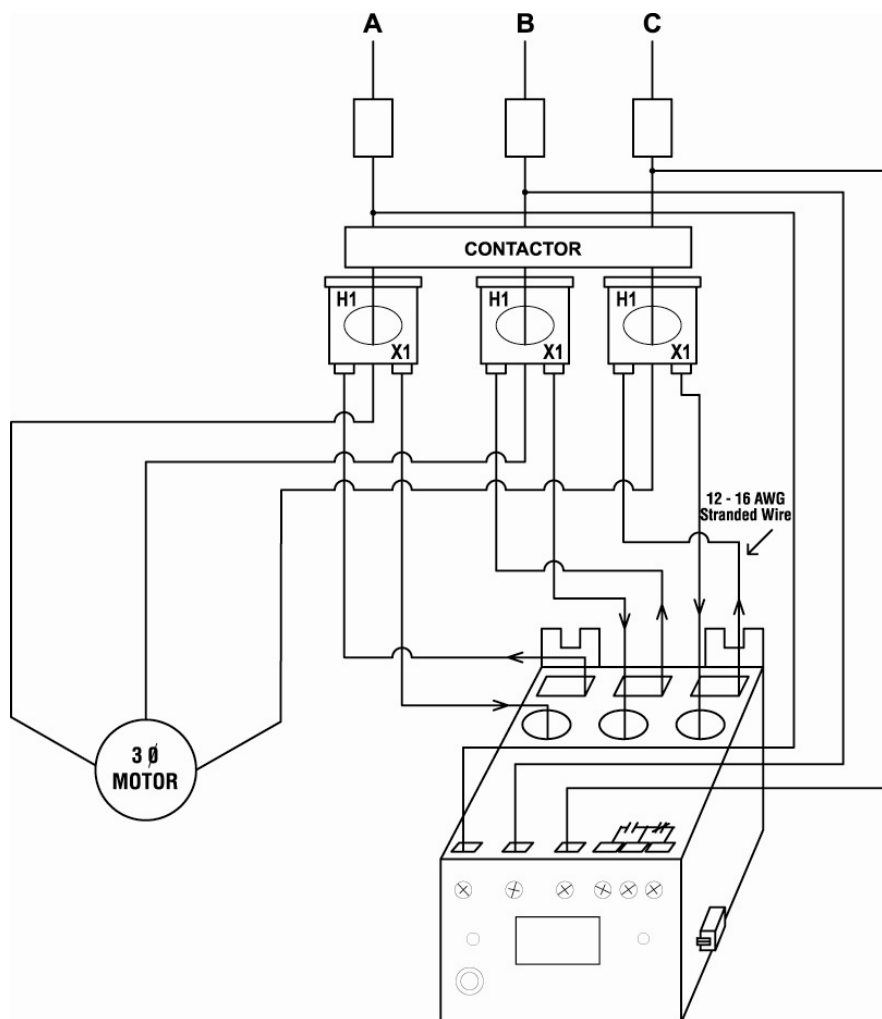 A B C
CONTACTOR
H1 H1 H1
X1 X1 X1
12 - 16 AWG
Stranded Wire
3 Ø
MOTOR